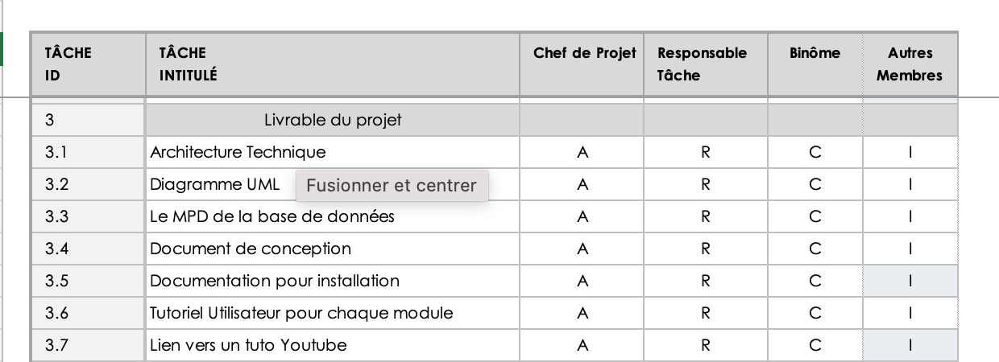 TÂCHE ID TÂCHE INTITULÉ Chef de Projet Responsable Tâche Binôme Autres Membres
3 Livrable du projet
3.1 Architecture Technique A R C I
3.2 Diagramme UML Fusionner et centrer A R C I
3.3 Le MPD de la base de données A R C I
3.4 Document de conception A R C I
3.5 Documentation pour installation A R C I
3.6 Tutoriel Utilisateur pour chaque module A R C I
3.7 Lien vers un tuto Youtube A R C I